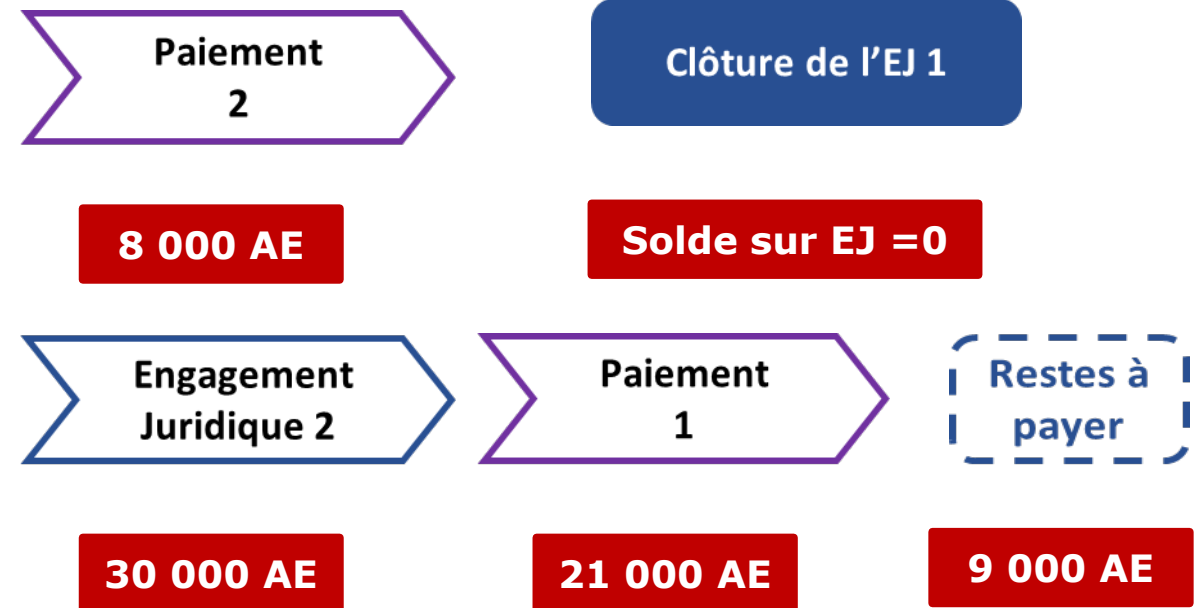 Paiement
2
Clôture de l'EJ 1
8 000 AE
Solde sur EJ =0
Engagement
Juridique 2
Paiement
1
Restes à
payer
30 000 AE
21 000 AE
9 000 AE